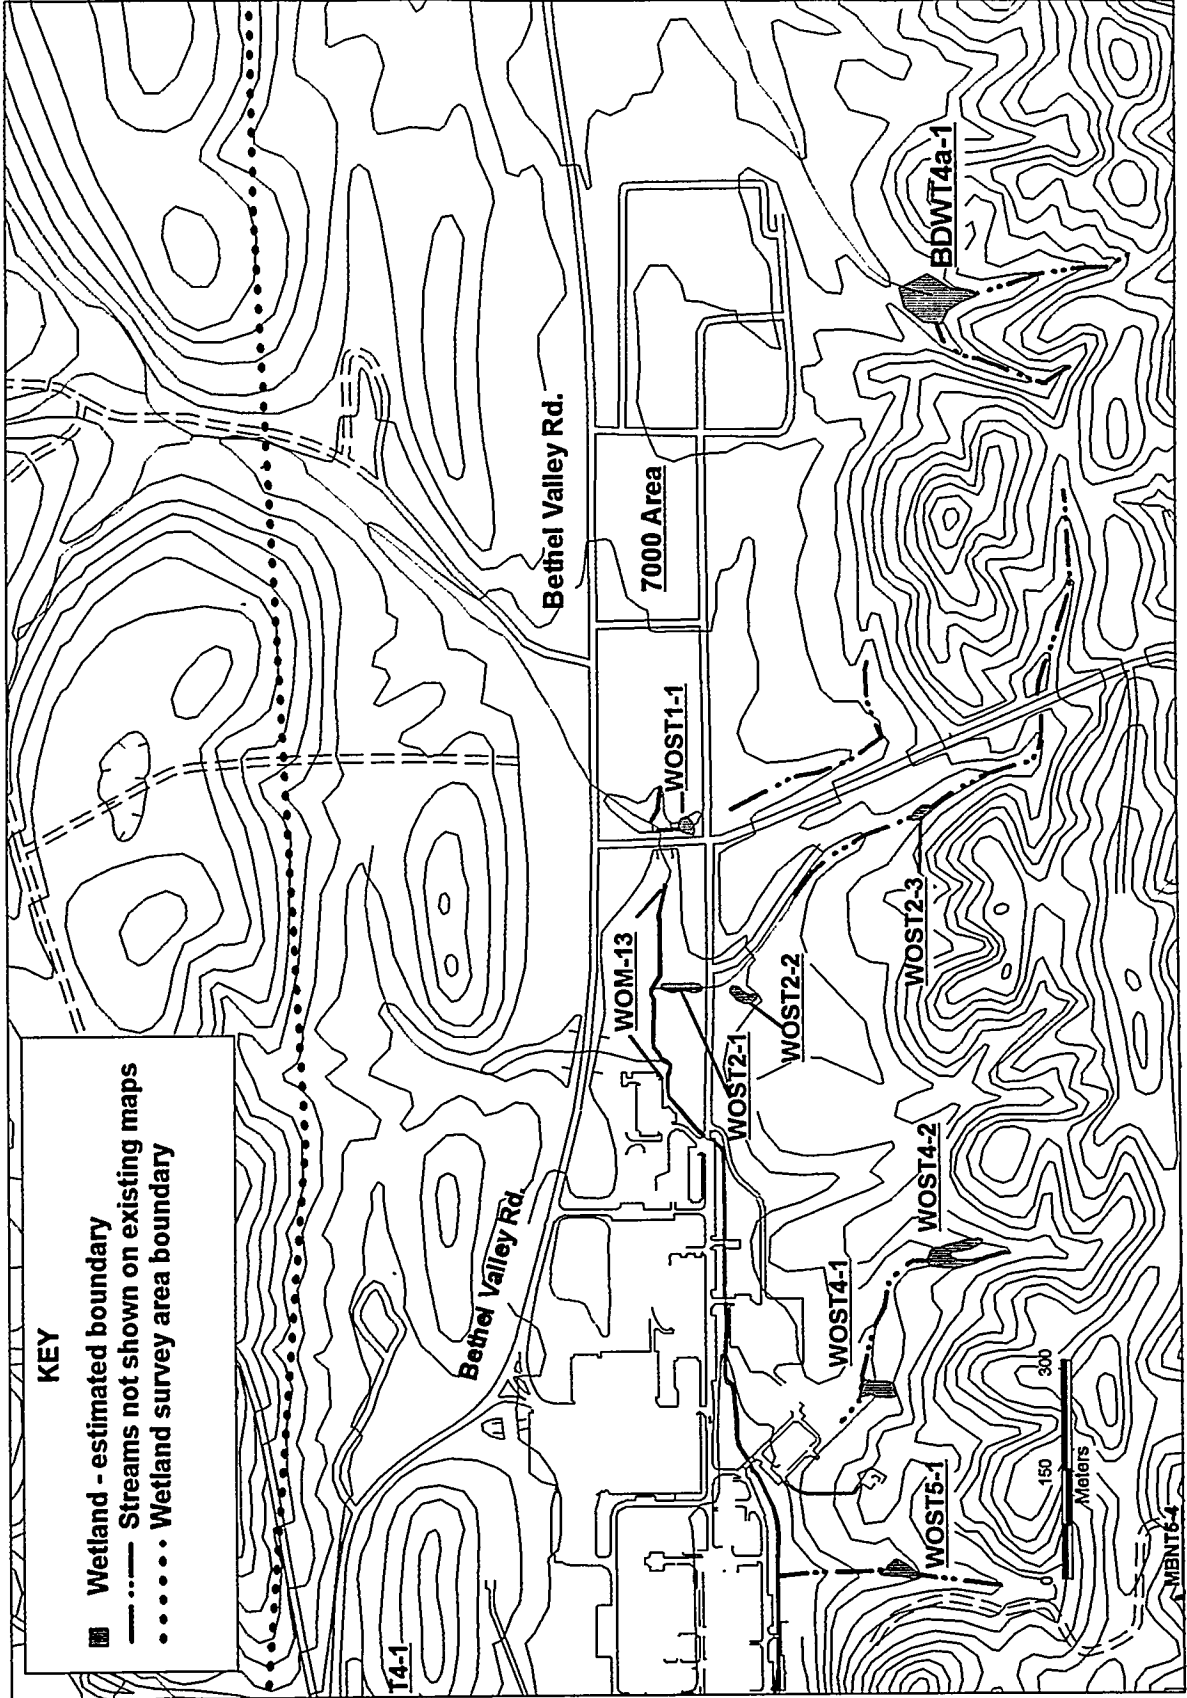 KEY
Wetland - estimated boundary
Streams not shown on existing maps
Wetland survey area boundary
Bethel Valley Rd.
Bethel Valley Rd.
7000 Area
BDWT4a-1
WOST1-1
WOM-13
WOST2-1
WOST2-2
WOST2-3
WOST4-2
WOST4-1
WOST5-1
T4-1
0
150
300
Meters
MBNT6-4